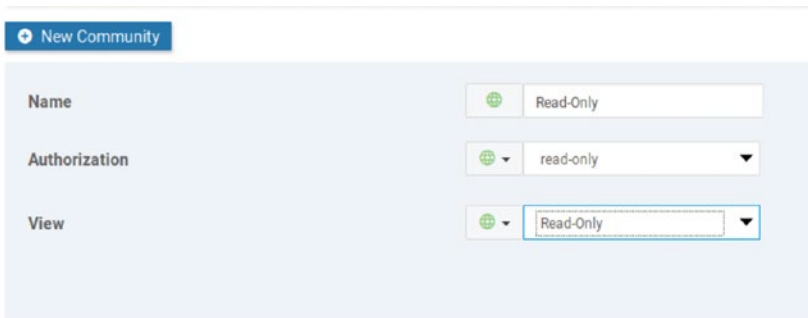 New Community
Name
Read-Only
Authorization
read-only
View
Read-Only